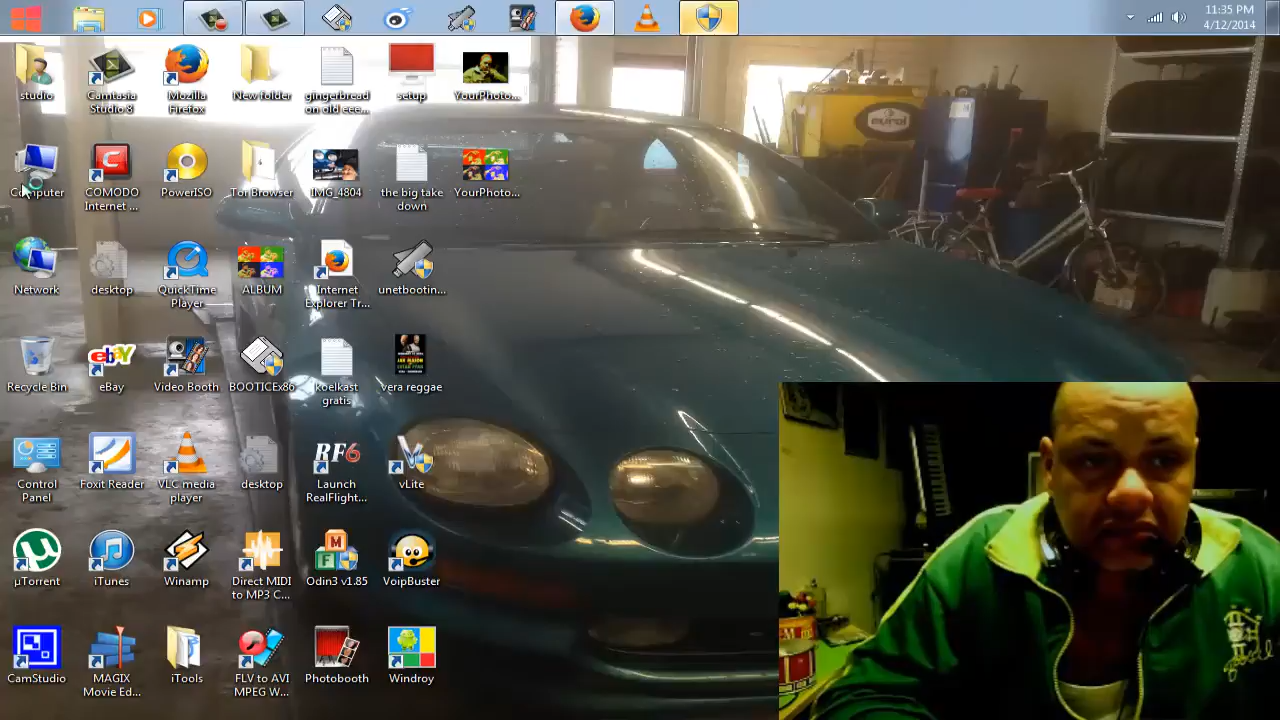 11:35 PM
4/12/2014
studio
Camtasia
Studio 8
Mozilla
Firefox
New folder
gingerbread
on old eee...
setup
YourPhoto...
Computer
COMODO
Internet ...
PowerISO
Tor Browser
IMG_4804
the big take
down
YourPhoto...
Network
desktop
QuickTime
Player
ALBUM
Internet
Explorer Tr...
unetbootin...
Recycle Bin
eBay
Video Booth
BOOTICEx86
koelkast
gratis
vera reggae
Control
Panel
Foxit Reader
VLC media
player
desktop
RF6
Launch
RealFlight...
vLite
µTorrent
iTunes
Winamp
Direct MIDI
to MP3 C...
Odin3 v1.85
VoipBuster
CamStudio
MAGIX
Movie Ed...
iTools
FLV to AVI
MPEG W...
Photobooth
Windroy
eurol